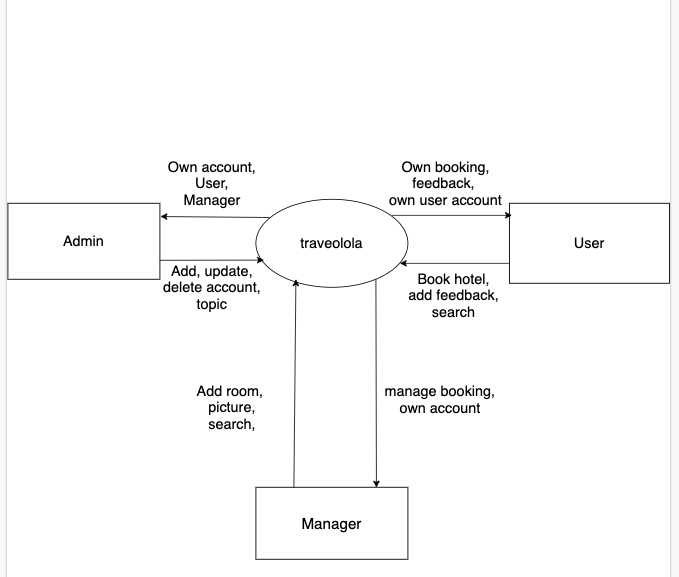 Own account,
User,
Manager
Own booking,
feedback,
own user account
Admin
traveolola
User
Add, update,
delete account,
topic
Book hotel,
add feedback,
search
Add room,
picture,
search,
manage booking,
own account
Manager